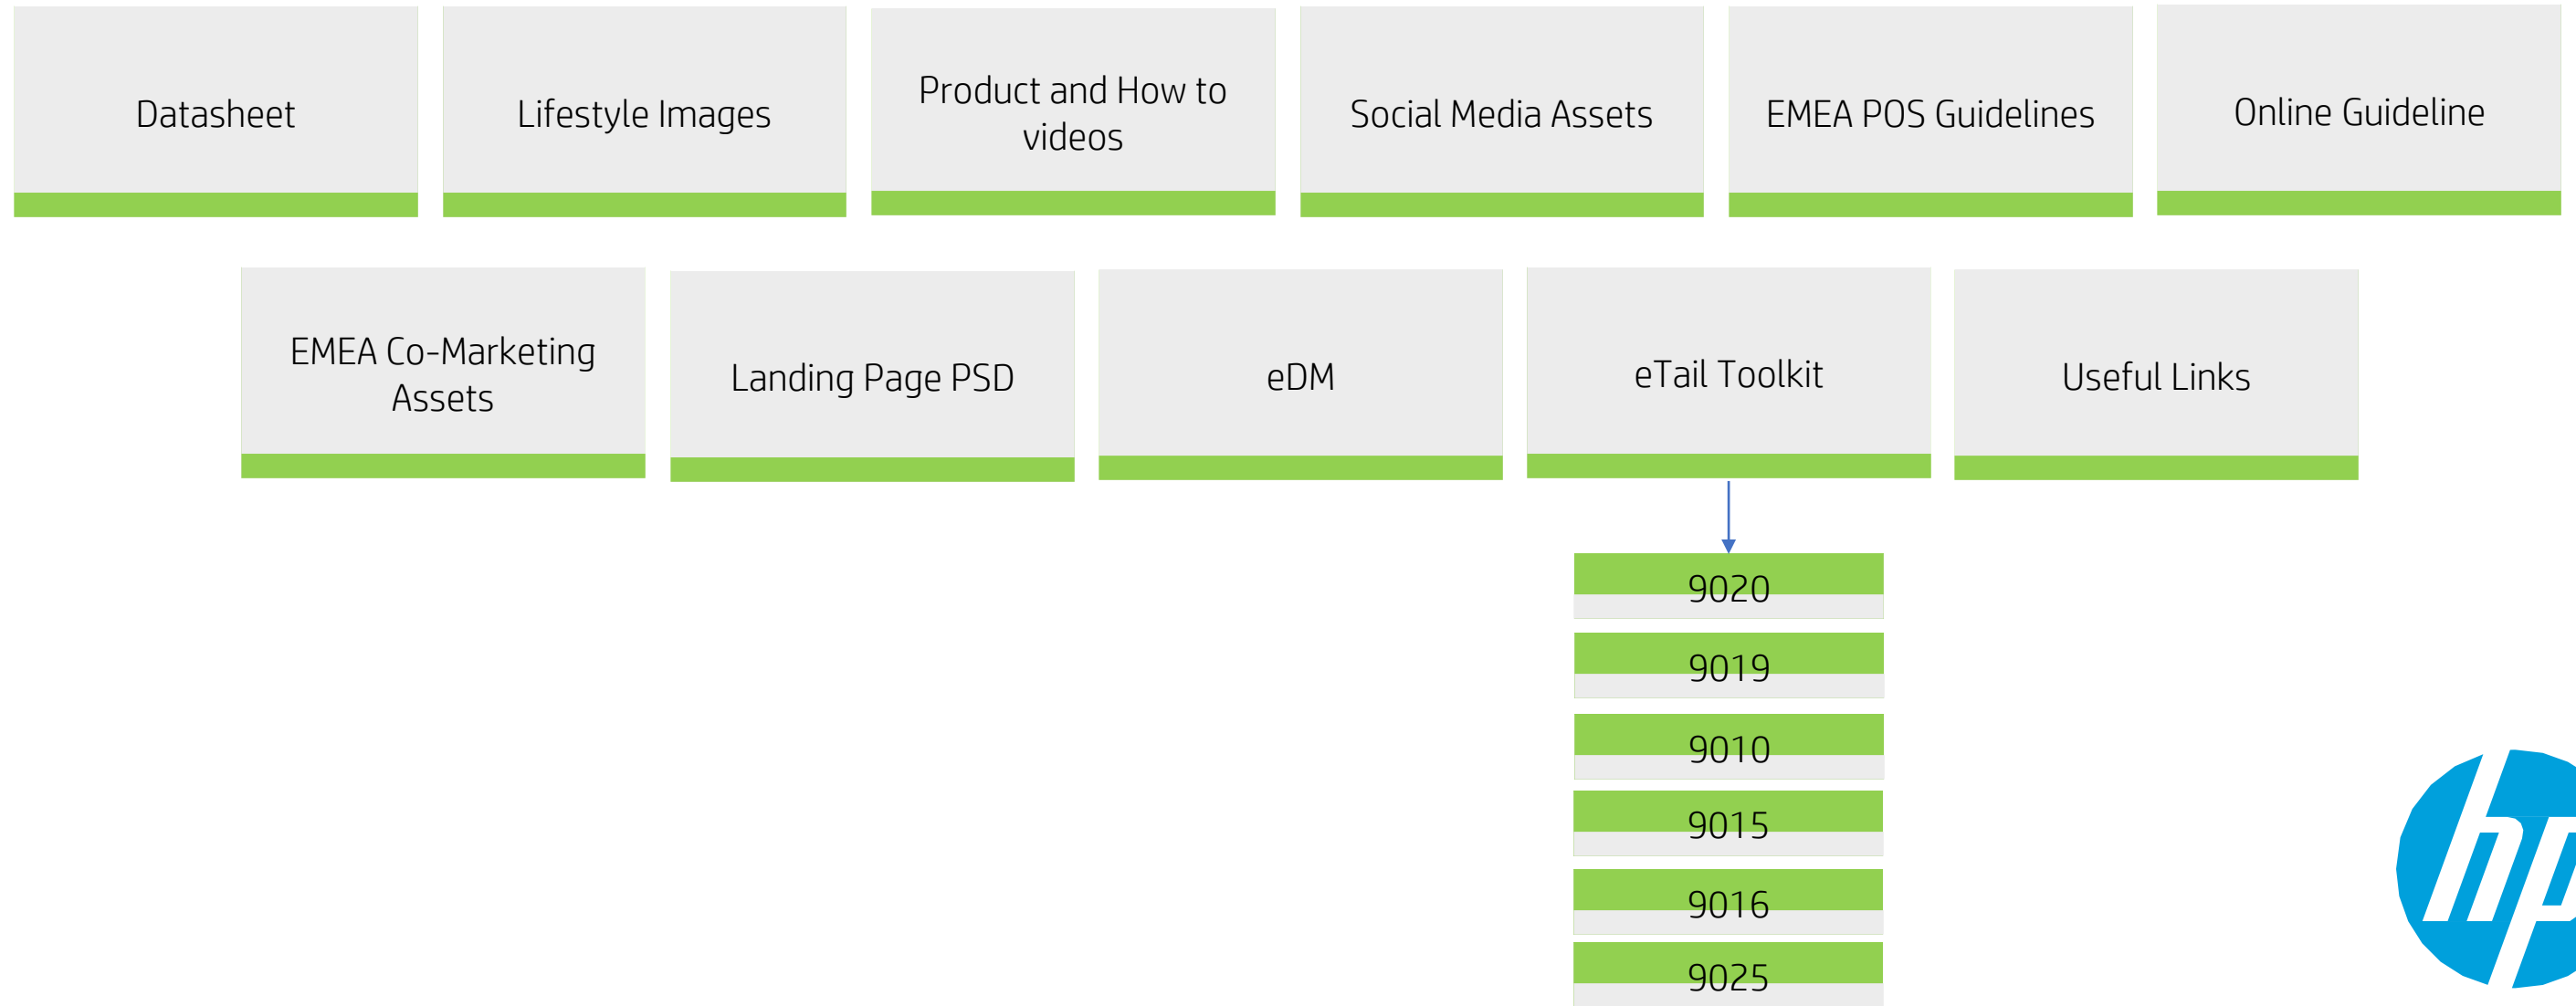 Datasheet
Lifestyle Images
Product and How to
videos
Social Media Assets
EMEA POS Guidelines
Online Guideline
EMEA Co-Marketing
Assets
Landing Page PSD
eDM
eTail Toolkit
Useful Links
9020
9019
9010
9015
9016
9025
hp